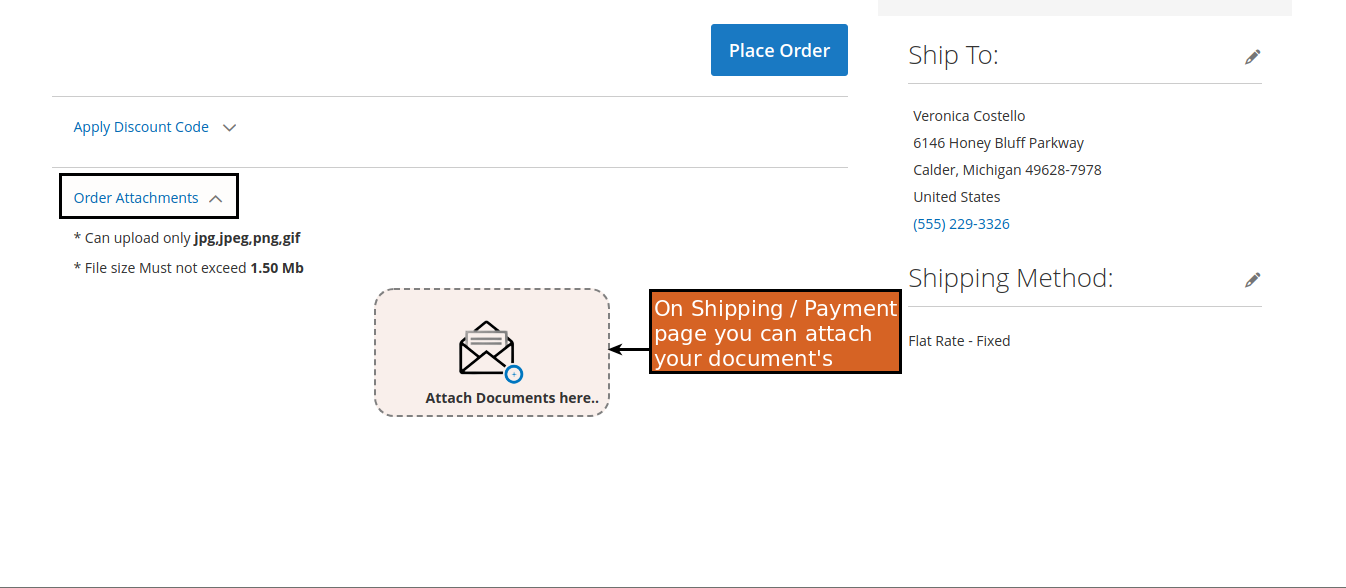 Place Order
Apply Discount Code
Order Attachments
* Can upload only jpg,jpeg,png,gif
* File size Must not exceed 1.50 Mb
Attach Documents here..
On Shipping / Payment
page you can attach
your document's
Ship To:
Veronica Costello
6146 Honey Bluff Parkway
Calder, Michigan 49628-7978
United States
(555) 229-3326
Shipping Method:
Flat Rate - Fixed